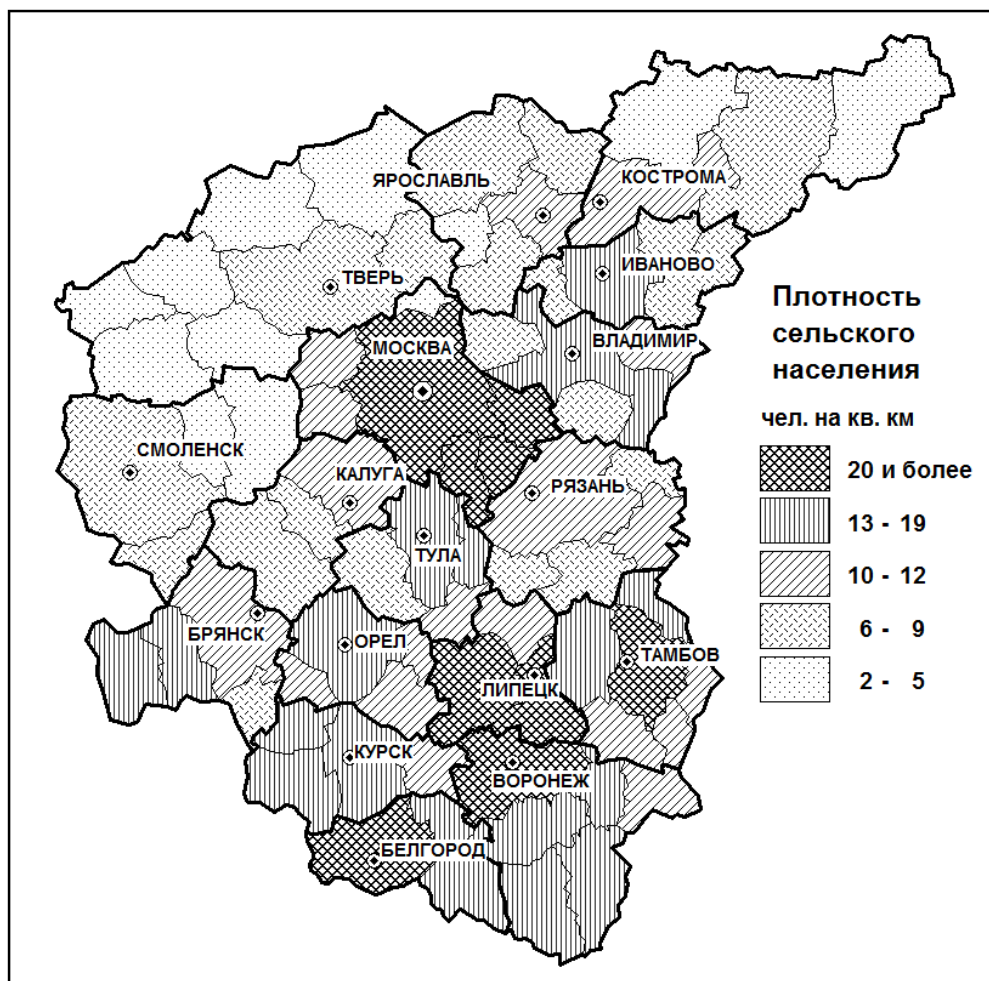 ЯРОСЛАВЛЬ
КОСТРОМА
ИВАНОВО
ТВЕРЬ
ВЛАДИМИР
МОСКВА
СМОЛЕНСК
КАЛУГА
РЯЗАНЬ
ТУЛА
БРЯНСК
ОРЕЛ
ТАМБОВ
ЛИПЕЦК
КУРСК
ВОРОНЕЖ
БЕЛГОРОД
Плотность
сельского
населения
чел. на кв. км
20 и более
13 - 19
10 - 12
6 - 9
2 - 5